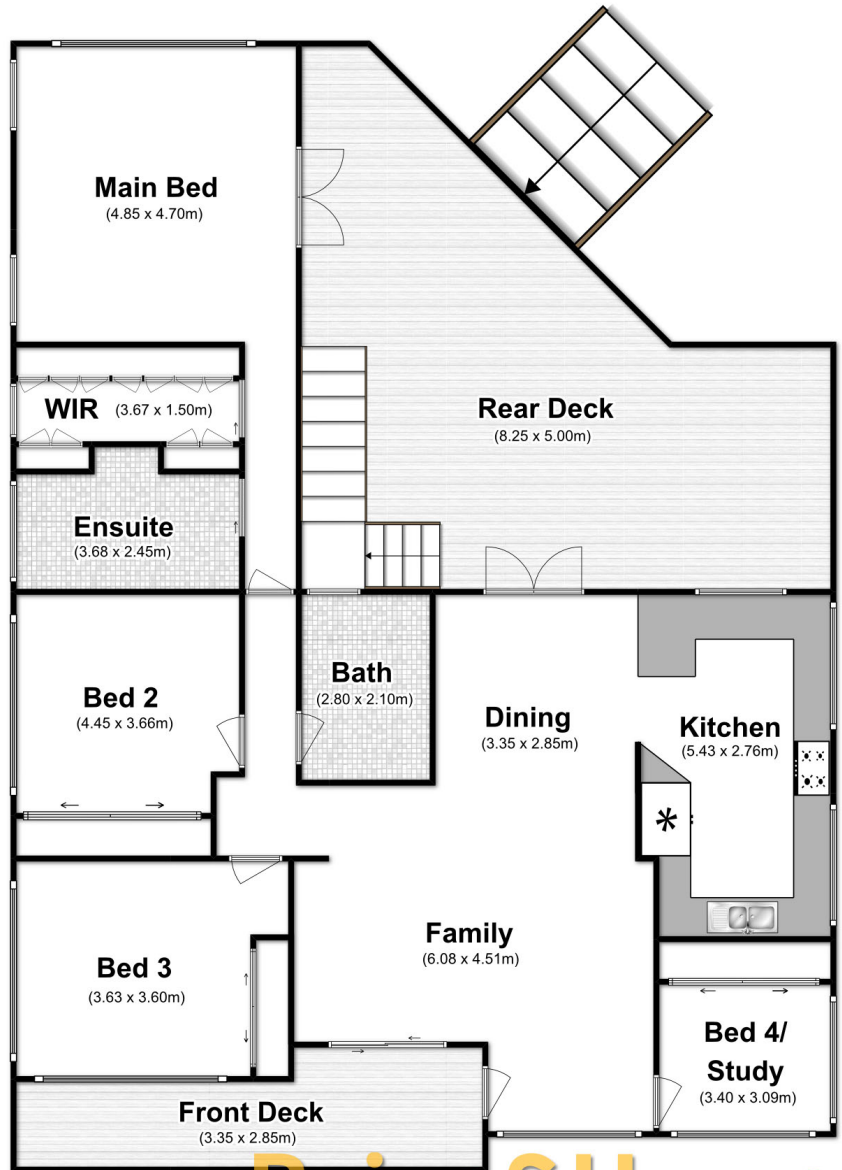 Main Bed
(4.85 x 4.70m)
WIR (3.67 x 1.50m)
Rear Deck
(8.25 x 5.00m)
Ensuite
(3.68 x 2.45m)
Bath
(2.80 x 2.10m)
Bed 2
(4.45 x 3.66m)
Dining
(3.35 x 2.85m)
Kitchen
(5.43 x 2.76m)
*
Family
(6.08 x 4.51m)
Bed 3
(3.63 x 3.60m)
Bed 4/
Study
(3.40 x 3.09m)
Front Deck
(3.35 x 2.85m)